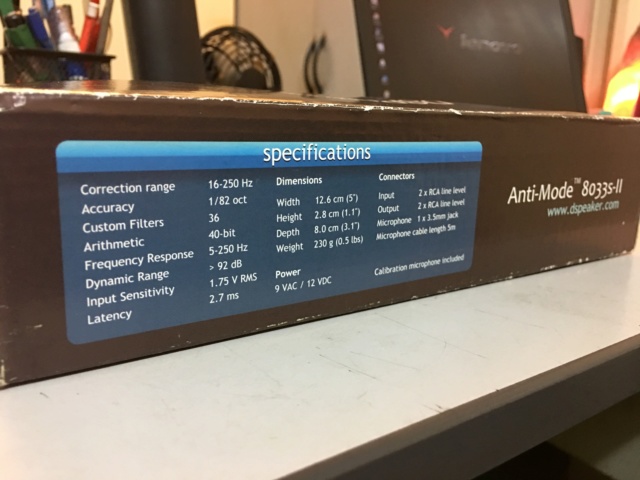 specifications
Correction range 16-250 Hz
Accuracy 1/82 oct
Custom Filters 36
Arithmetic 40-bit
Frequency Response 5-250 Hz
Dynamic Range > 92 dB
Input Sensitivity 1.75 V RMS
Latency 2.7 ms
Dimensions
Width 12.6 cm (5")
Height 2.8 cm (1.1")
Depth 8.0 cm (3.1")
Weight 230 g (0.5 lbs)
Power
9 VAC / 12 VDC
Connectors
Input 2 x RCA line level
Output 2 x RCA line level
Microphone 1 x 3.5mm jack
Microphone cable length 5m
Calibration microphone included
Anti-Mode™ 8033s-II
www.dspeaker.com